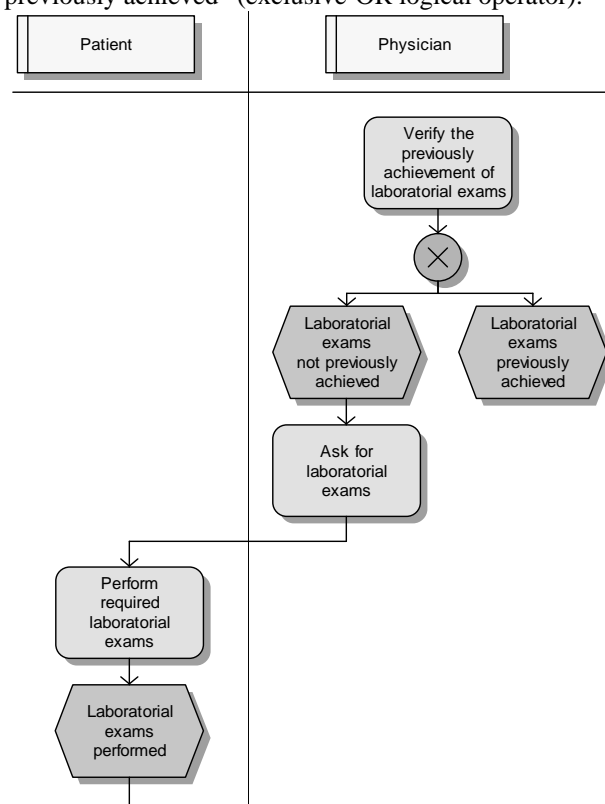 previously achieved” (exclusive-OR logical operator).
Patient
Physician
Verify the
previously
achievement of
laboratorial exams
Laboratorial
exams
not previously
achieved
Laboratorial
exams
previously
achieved
Ask for
laboratorial
exams
Perform
required
laboratorial
exams
Laboratorial
exams
performed